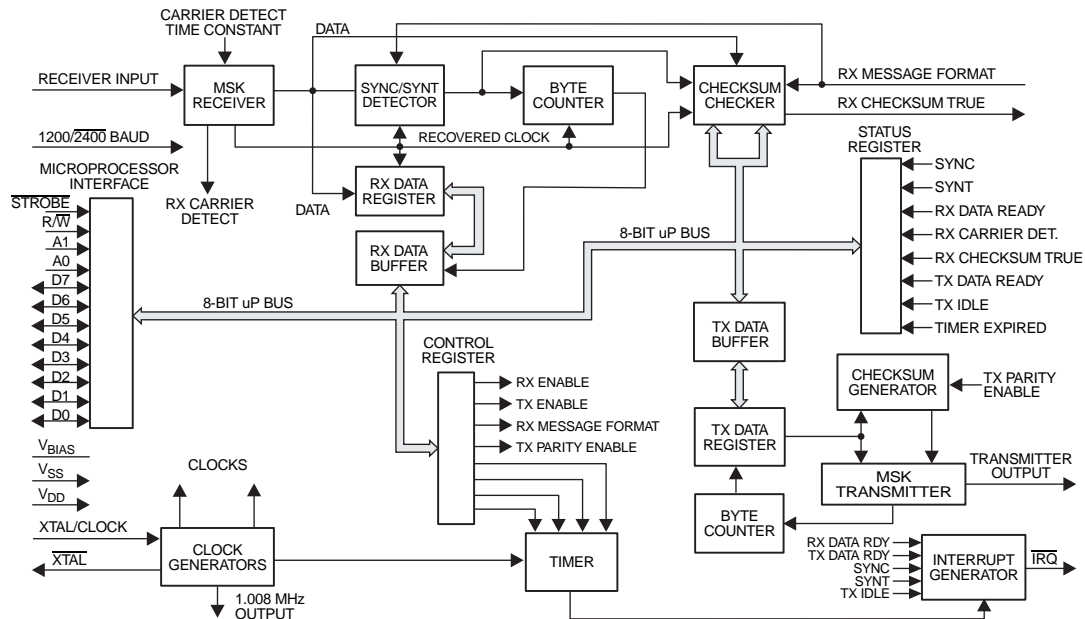 CARRIER DETECT
TIME CONSTANT
DATA
RECEIVER INPUT
MSK
RECEIVER
SYNC/SYNT
DETECTOR
BYTE
COUNTER
CHECKSUM
CHECKER
RX MESSAGE FORMAT
RX CHECKSUM TRUE
1200/2400 BAUD
RECOVERED CLOCK
STATUS
REGISTER
MICROPROCESSOR
INTERFACE
RX CARRIER
DETECT
DATA
RX DATA
REGISTER
RX DATA
BUFFER
8-BIT uP BUS
SYNC
SYNT
RX DATA READY
RX CARRIER DET.
RX CHECKSUM TRUE
TX DATA READY
TX IDLE
TIMER EXPIRED
STROBE
R/W
A1
A0
D7
D6
D5
D4
D3
D2
D1
D0
8-BIT uP BUS
CONTROL
REGISTER
RX ENABLE
TX ENABLE
RX MESSAGE FORMAT
TX PARITY ENABLE
TX DATA
BUFFER
TX DATA
REGISTER
CHECKSUM
GENERATOR
TX PARITY
ENABLE
MSK
TRANSMITTER
TRANSMITTER
OUTPUT
BYTE
COUNTER
VBIAS
VSS
VDD
CLOCKS
XTAL/CLOCK
XTAL
CLOCK
GENERATORS
1.008 MHz
OUTPUT
TIMER
RX DATA RDY
TX DATA RDY
SYNC
SYNT
TX IDLE
INTERRUPT
GENERATOR
IRQ